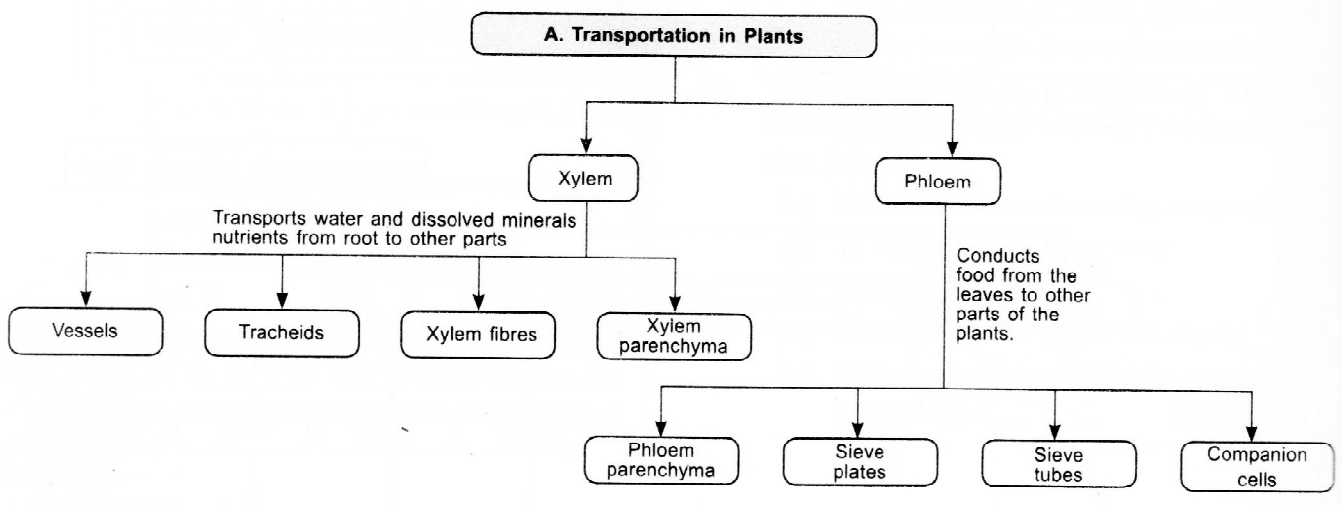 A. Transportation in Plants
Xylem
Phloem
Transports water and dissolved minerals
nutrients from root to other parts
Conducts
food from the
leaves to other
parts of the
plants.
Vessels
Tracheids
Xylem fibres
Xylem
parenchyma
Phloem
parenchyma
Sieve
plates
Sieve
tubes
Companion
cells